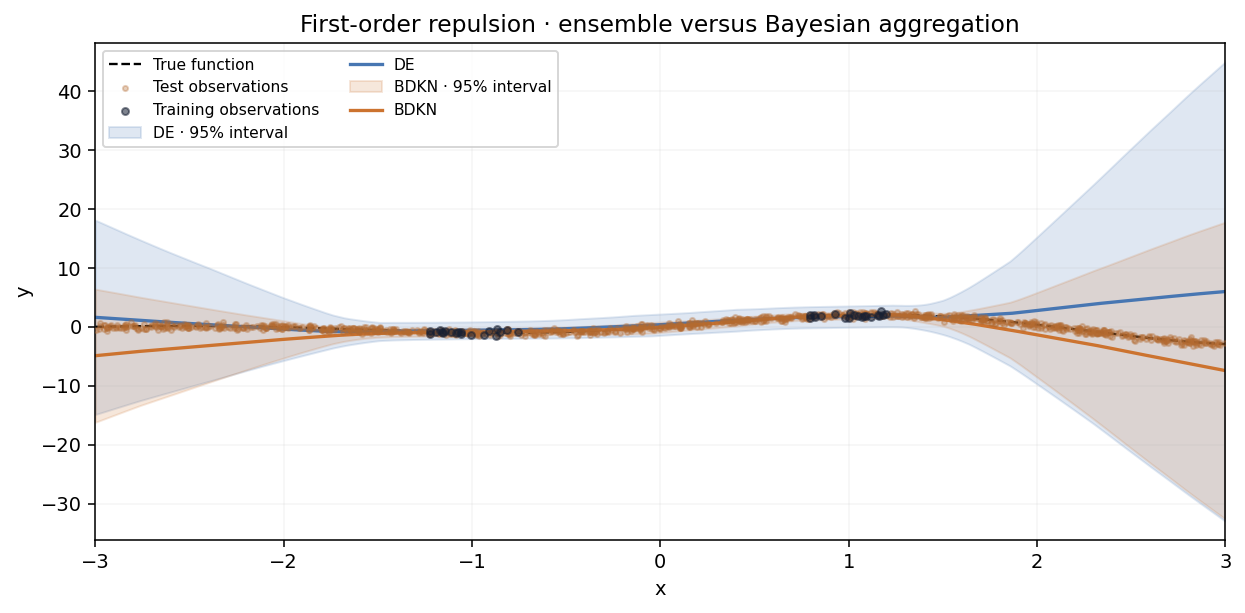 First-order repulsion · ensemble versus Bayesian aggregation
True function
Test observations
Training observations
DE · 95% interval
DE
BDKN · 95% interval
BDKN
y
40
30
20
10
0
−10
−20
−30
−3
−2
−1
0
1
2
3
x